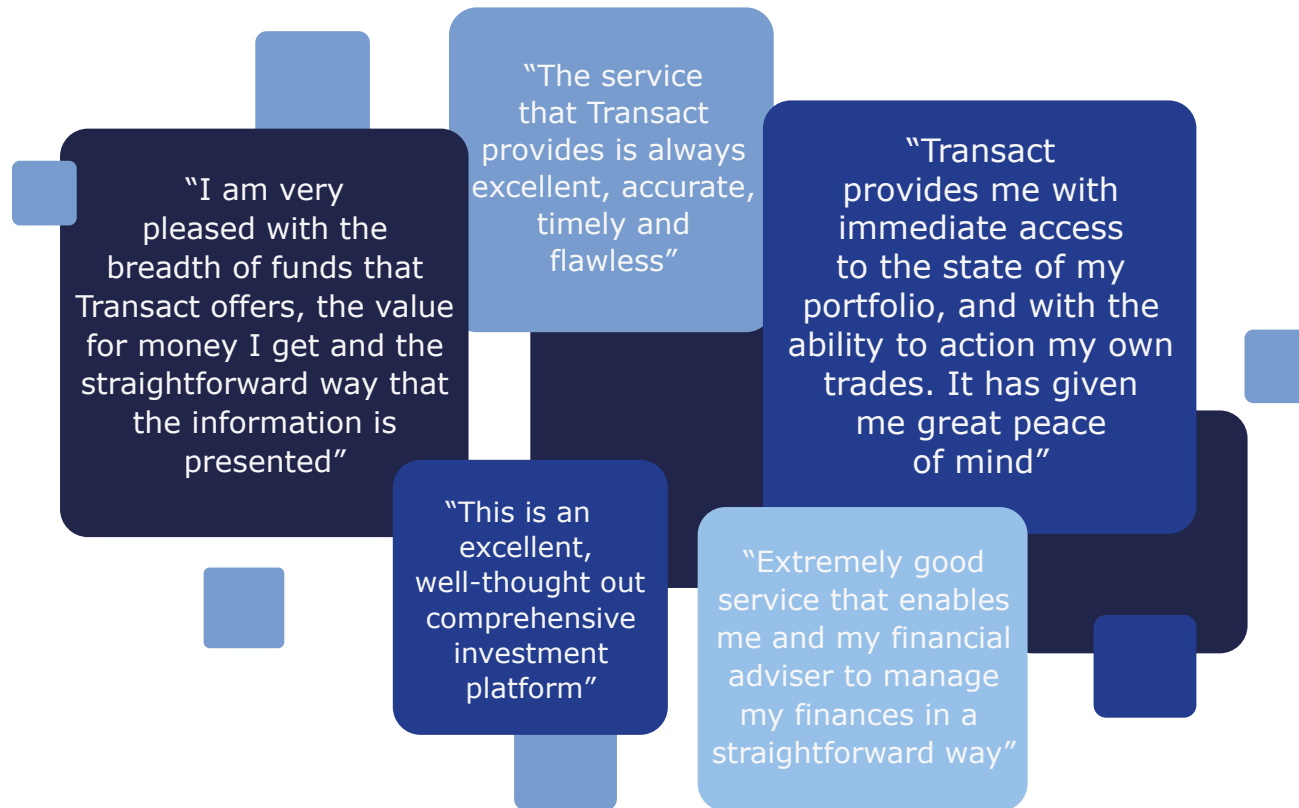 “I am very
pleased with the
breadth of funds that
Transact offers, the value
for money I get and the
straightforward way that
the information is
presented”
“The service
that Transact
provides is always
excellent, accurate,
timely and
flawless”
“Transact
provides me with
immediate access
to the state of my
portfolio, and with the
ability to action my own
trades. It has given
me great peace
of mind”
“This is an
excellent,
well-thought out
comprehensive
investment
platform”
“Extremely good
service that enables
me and my financial
adviser to manage
my finances in a
straightforward way”